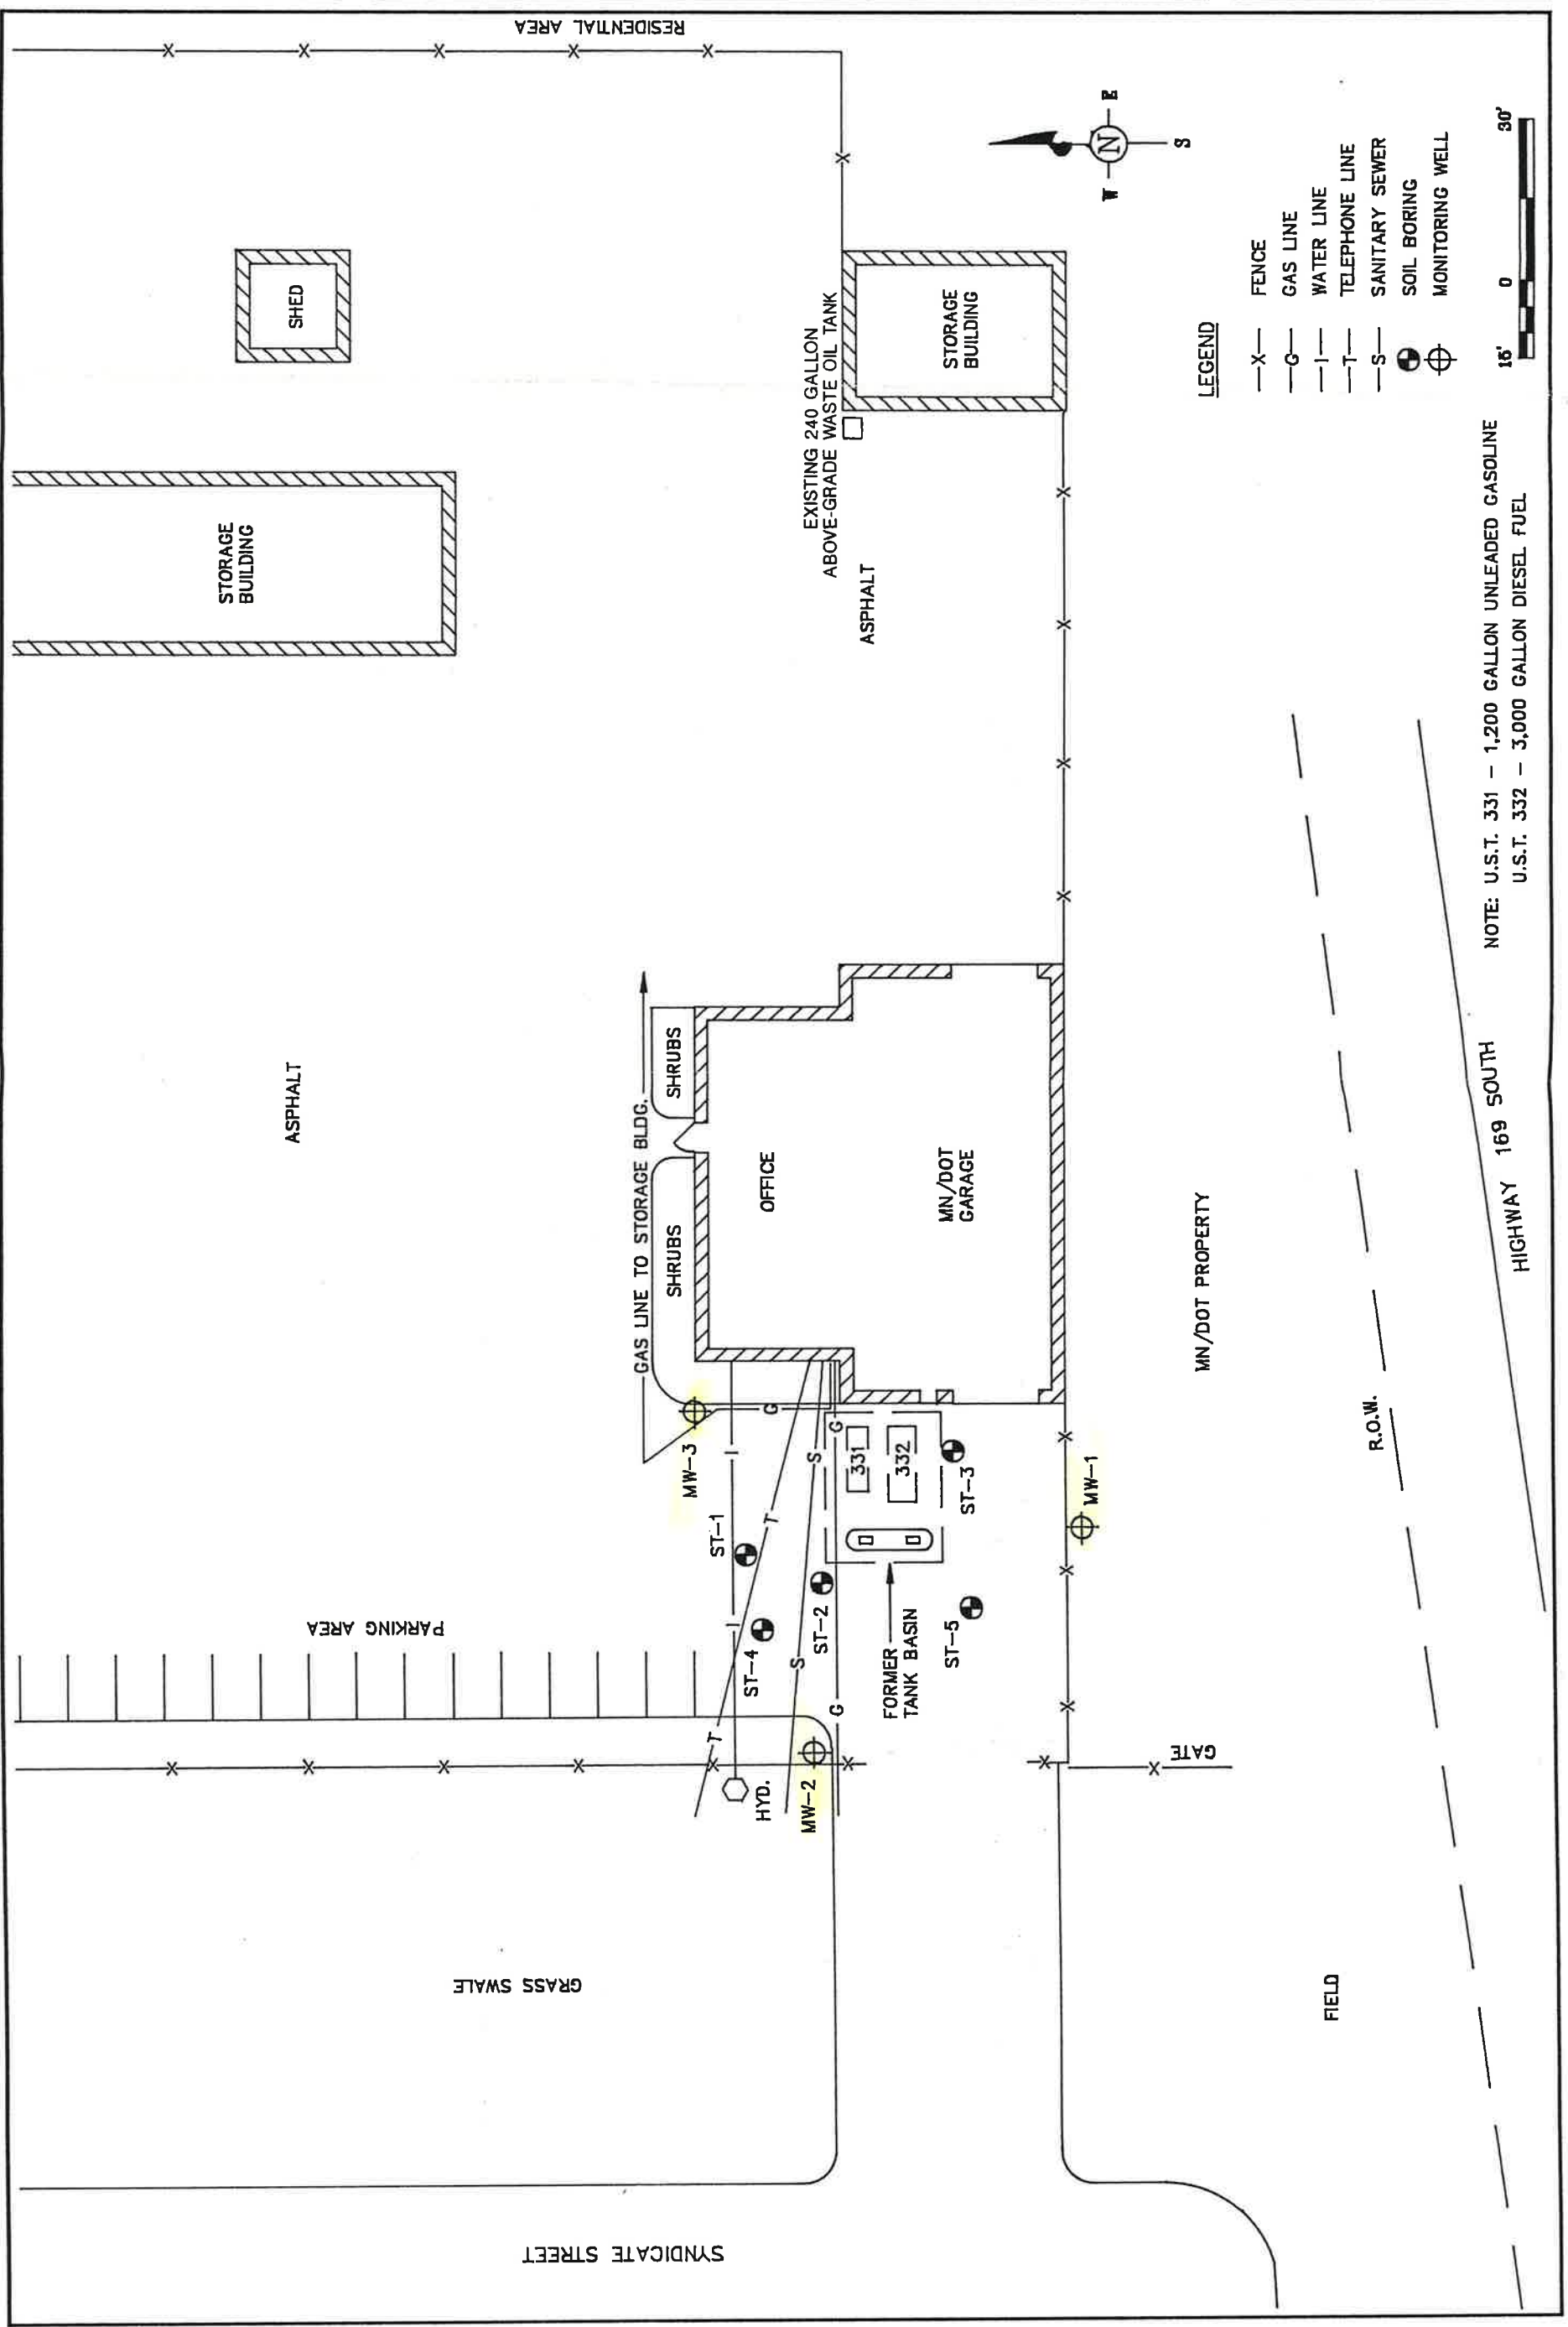 RESIDENTIAL AREA
SHED
STORAGE
BUILDING
EXISTING 240 GALLON
ABOVE-GRADE WASTE OIL TANK
STORAGE
BUILDING
ASPHALT
ASPHALT
GAS LINE TO STORAGE BLDG.
SHRUBS
SHRUBS
OFFICE
MN/DOT
GARAGE
MW-3
G
G
G
I
I
T
T
S
S
331
332
ST-1
ST-2
ST-3
ST-4
ST-5
FORMER
TANK BASIN
MW-1
MW-2
HYD.
PARKING AREA
GATE
GRASS SWALE
SYNDICATE STREET
FIELD
MN/DOT PROPERTY
R.O.W.
HIGHWAY 169 SOUTH
N
W
E
S
LEGEND
—X— FENCE
—G— GAS LINE
—I— WATER LINE
—T— TELEPHONE LINE
—S— SANITARY SEWER
SOIL BORING
MONITORING WELL
15' 0 30'
NOTE: U.S.T. 331 - 1,200 GALLON UNLEADED GASOLINE
U.S.T. 332 - 3,000 GALLON DIESEL FUEL